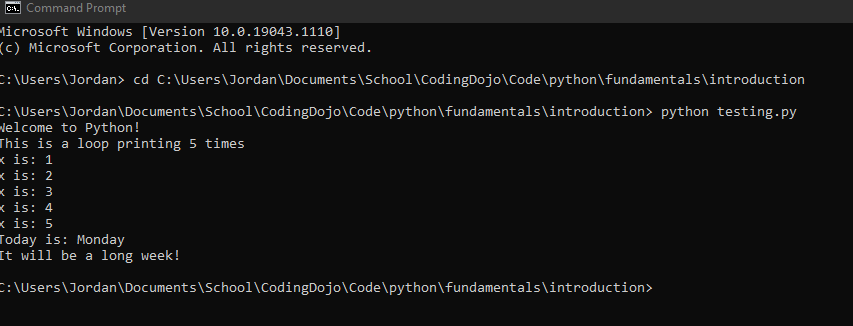 Command Prompt
Microsoft Windows [Version 10.0.19043.1110]
(c) Microsoft Corporation. All rights reserved.
C:\Users\Jordan> cd C:\Users\Jordan\Documents\School\CodingDojo\Code\python\fundamentals\introduction
C:\Users\Jordan\Documents\School\CodingDojo\Code\python\fundamentals\introduction> python testing.py
Welcome to Python!
This is a loop printing 5 times
x is: 1
x is: 2
x is: 3
x is: 4
x is: 5
Today is: Monday
It will be a long week!
C:\Users\Jordan\Documents\School\CodingDojo\Code\python\fundamentals\introduction>